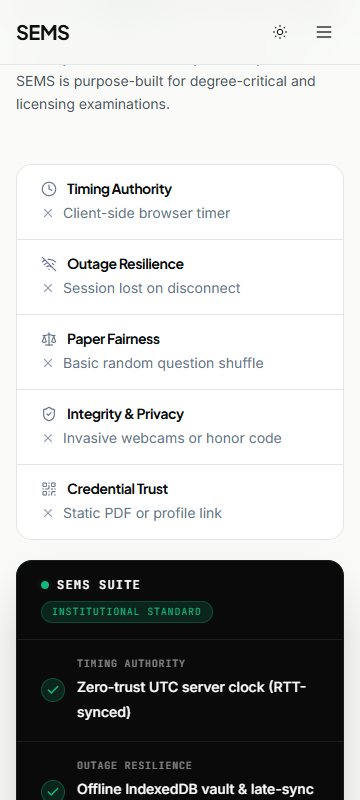 SEMS
SEMS is purpose-built for degree-critical and
licensing examinations.
Timing Authority
Client-side browser timer
Outage Resilience
Session lost on disconnect
Paper Fairness
Basic random question shuffle
Integrity & Privacy
Invasive webcams or honor code
Credential Trust
Static PDF or profile link
SEMS SUITE
INSTITUTIONAL STANDARD
TIMING AUTHORITY
Zero-trust UTC server clock (RTT-
synced)
OUTAGE RESILIENCE
Offline IndexedDB vault & late-sync